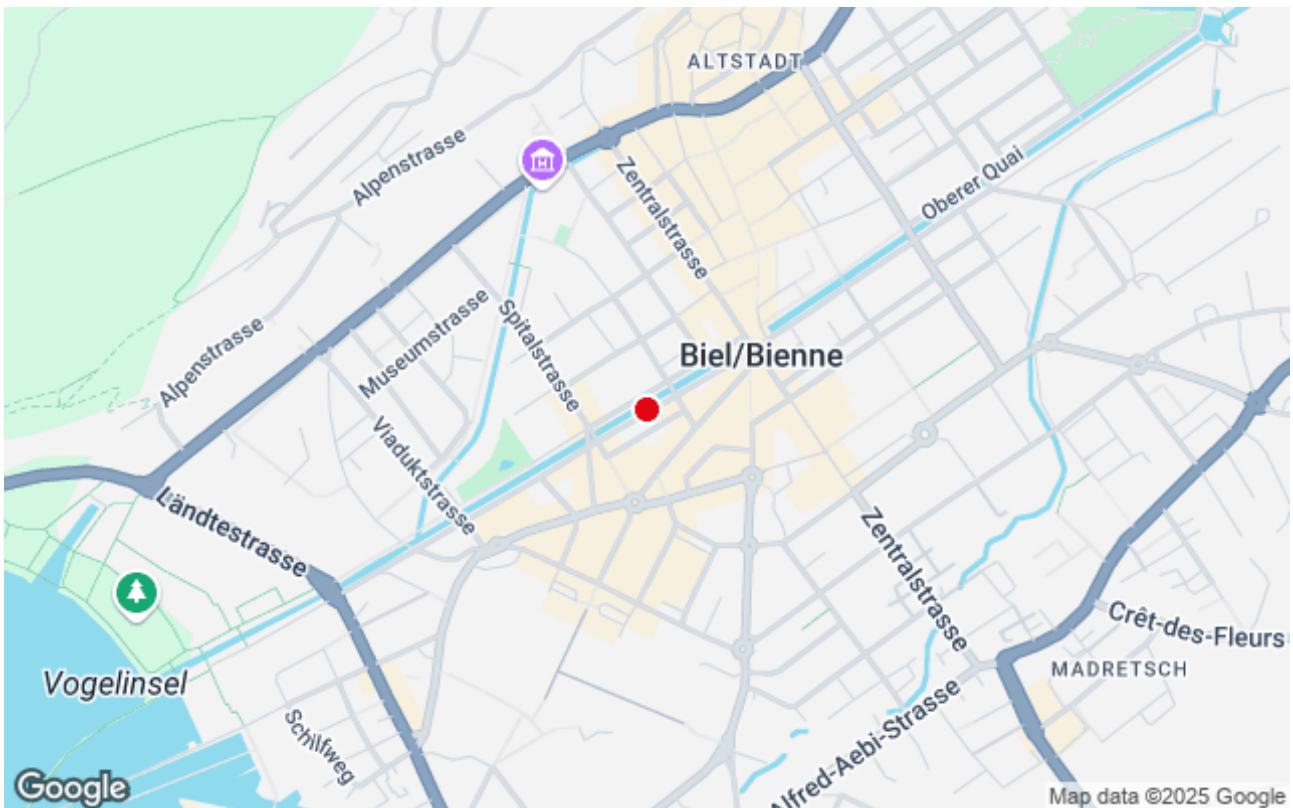 ALTSTADT
Alpenstrasse
Zentralstrasse
Oberer Quai
Museumstrasse
Spitalstrasse
Alpenstrasse
Biel/Bienne
Viaduktstrasse
Ländtestrasse
Zentralstrasse
Crêt-des-Fleurs
MADRETSCH
Vogelinsel
Schilfweg
Alfred-Aebi-Strasse
Google
Map data ©2025 Google